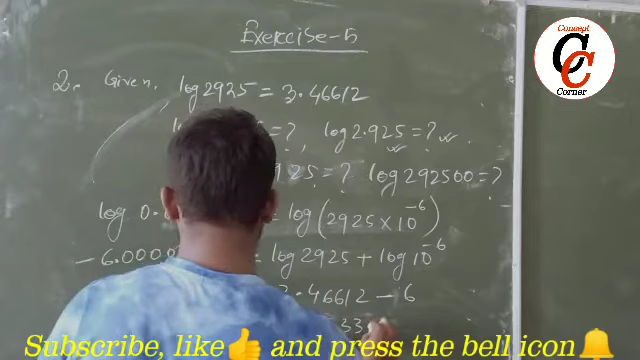 Exercise-5
Concept
CC
Corner
2. Given, log 2925 = 3.46612
= ? , log 2.925 = ?
925 = ? log 292500 = ?
log 0. = log (2925 × 10⁻⁶)
- 6.0000 = log 2925 + log 10⁻⁶
3.46612 - 6
Subscribe, like👍 and press the bell icon🔔